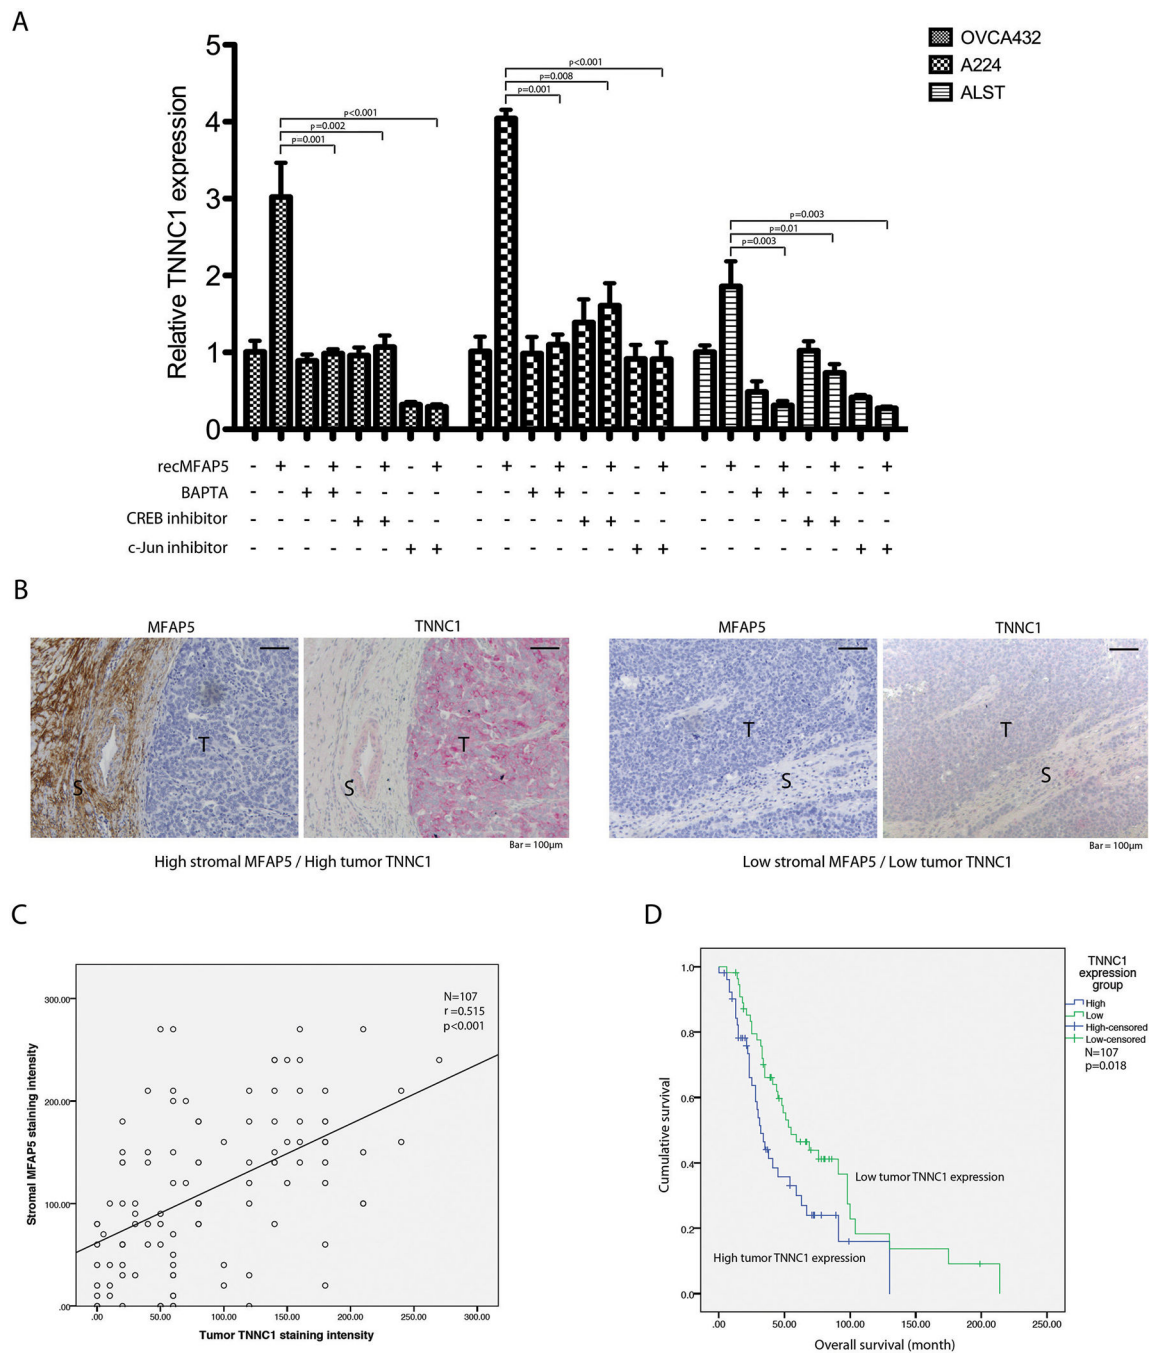 A
OVCA432
A224
ALST
Relative TNNC1 expression
5
4
3
2
1
0
p<0.001
p=0.002
p=0.001
p<0.001
p=0.008
p=0.001
p=0.003
p=0.01
p=0.003
recMFAP5 - + - + - + - + - + - + - + - + - + - + - + - +
BAPTA - - + + - - - - - - + + - - - - - - + + - - - -
CREB inhibitor - - - - + + - - - - - - + + - - - - - - + + - -
c-Jun inhibitor - - - - - - + + - - - - - - + + - - - - - - + +
B
MFAP5 TNNC1 MFAP5 TNNC1
T T T T
S S S S
Bar = 100μm Bar = 100μm
High stromal MFAP5 / High tumor TNNC1 Low stromal MFAP5 / Low tumor TNNC1
C
Stromal MFAP5 staining intensity
300.00
200.00
100.00
.00
N=107
r =0.515
p<0.001
.00 50.00 100.00 150.00 200.00 250.00 300.00
Tumor TNNC1 staining intensity
D
Cumulative survival
1.0
0.8
0.6
0.4
0.2
0.0
TNNC1
expression
group
High
Low
High-censored
Low-censored
N=107
p=0.018
Low tumor TNNC1 expression
High tumor TNNC1 expression
.00 50.00 100.00 150.00 200.00 250.00
Overall survival (month)